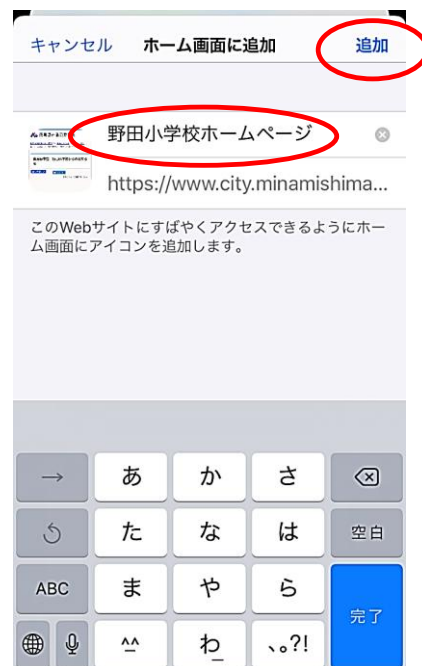 キャンセル ホーム画面に追加 追加
野田小学校ホームページ
https://www.city.minamishima...
このWebサイトにすばやくアクセスできるようにホー
ム画面にアイコンを追加します。
→ あ か さ
た な は 空白
ABC ま や ら
完了
^^ わ_ 、。?!